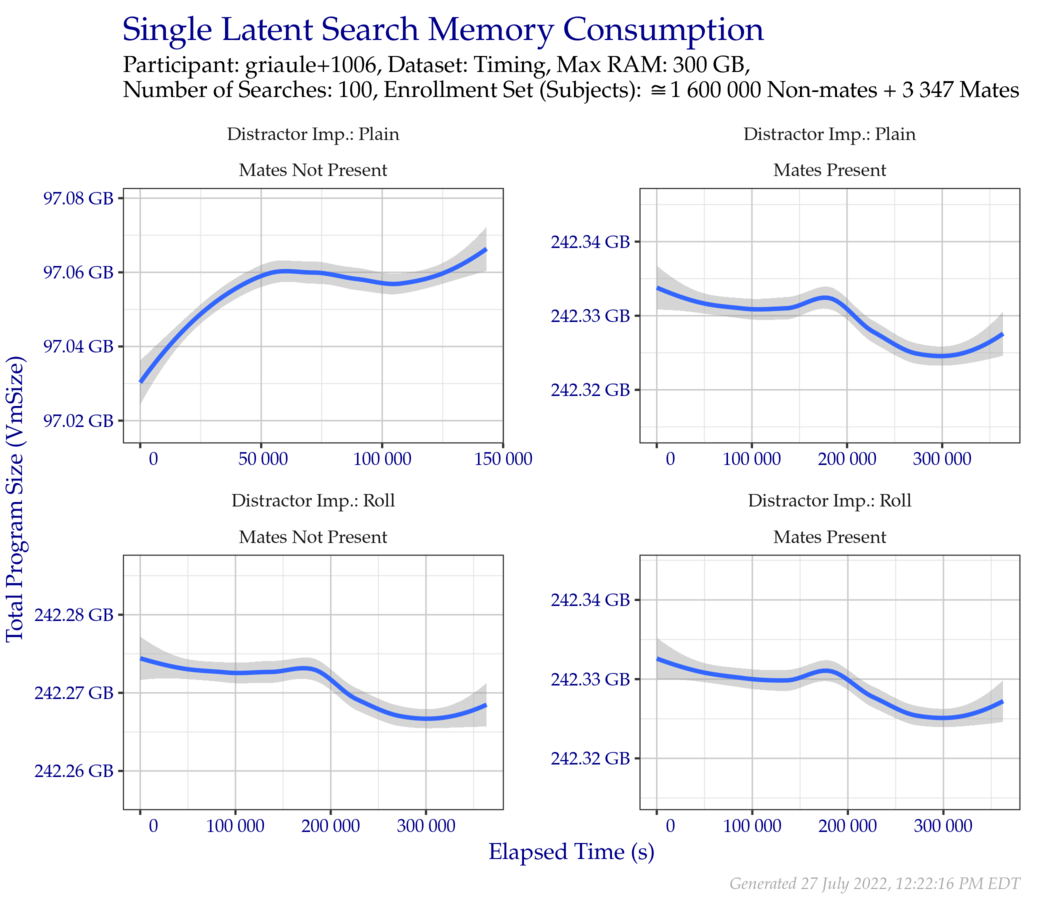 Single Latent Search Memory Consumption
Participant: griaule+1006, Dataset: Timing, Max RAM: 300 GB,
Number of Searches: 100, Enrollment Set (Subjects): ≅1 600 000 Non-mates + 3 347 Mates
Total Program Size (VmSize)
Distractor Imp.: Plain
Mates Not Present
97.08 GB
97.06 GB
97.04 GB
97.02 GB
0 50 000 100 000 150 000
Distractor Imp.: Plain
Mates Present
242.34 GB
242.33 GB
242.32 GB
0 100 000 200 000 300 000
Distractor Imp.: Roll
Mates Not Present
242.28 GB
242.27 GB
242.26 GB
0 100 000 200 000 300 000
Distractor Imp.: Roll
Mates Present
242.34 GB
242.33 GB
242.32 GB
0 100 000 200 000 300 000
Elapsed Time (s)
Generated 27 July 2022, 12:22:16 PM EDT